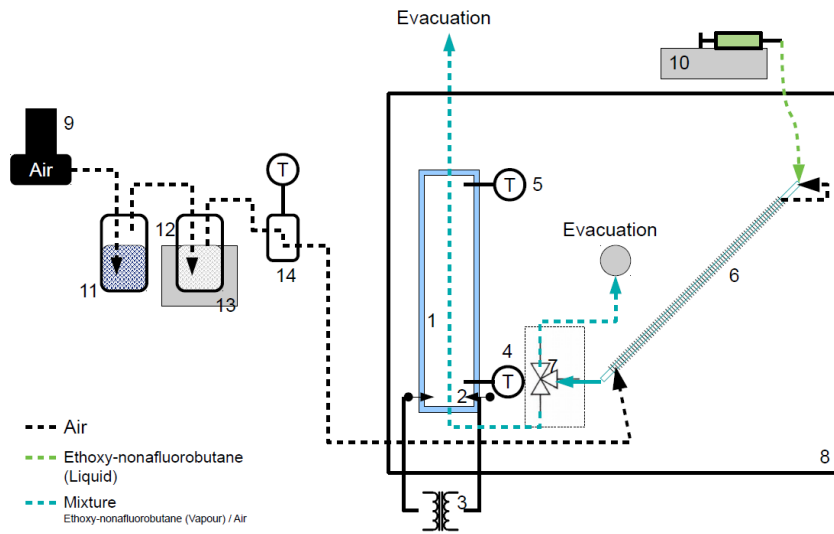 Evacuation
10
9
Air
T
T
5
12
Evacuation
11
13
14
6
1
4
7
T
2
Air
8
Ethoxy-nonafluorobutane
(Liquid)
3
Mixture
Ethoxy-nonafluorobutane (Vapour) / Air